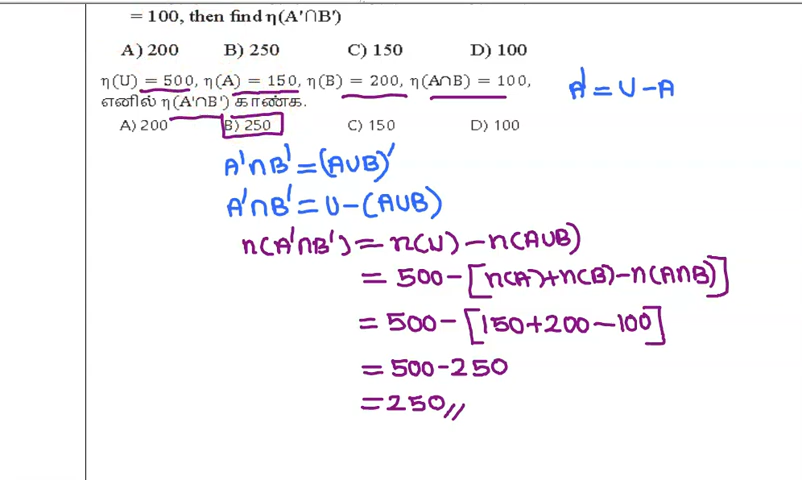 = 100, then find η(A'∩B')
A) 200 B) 250 C) 150 D) 100
η(U) = 500, η(A) = 150, η(B) = 200, η(A∩B) = 100,
A' = U - A
எனில் η(A'∩B') காண்க.
A) 200 B) 250 C) 150 D) 100
A'∩B' = (A∪B)'
A'∩B' = U - (A∪B)
n(A'∩B') = n(U) - n(A∪B)
= 500 - [n(A)+n(B)-n(A∩B)]
= 500 - [150+200-100]
= 500-250
= 250//